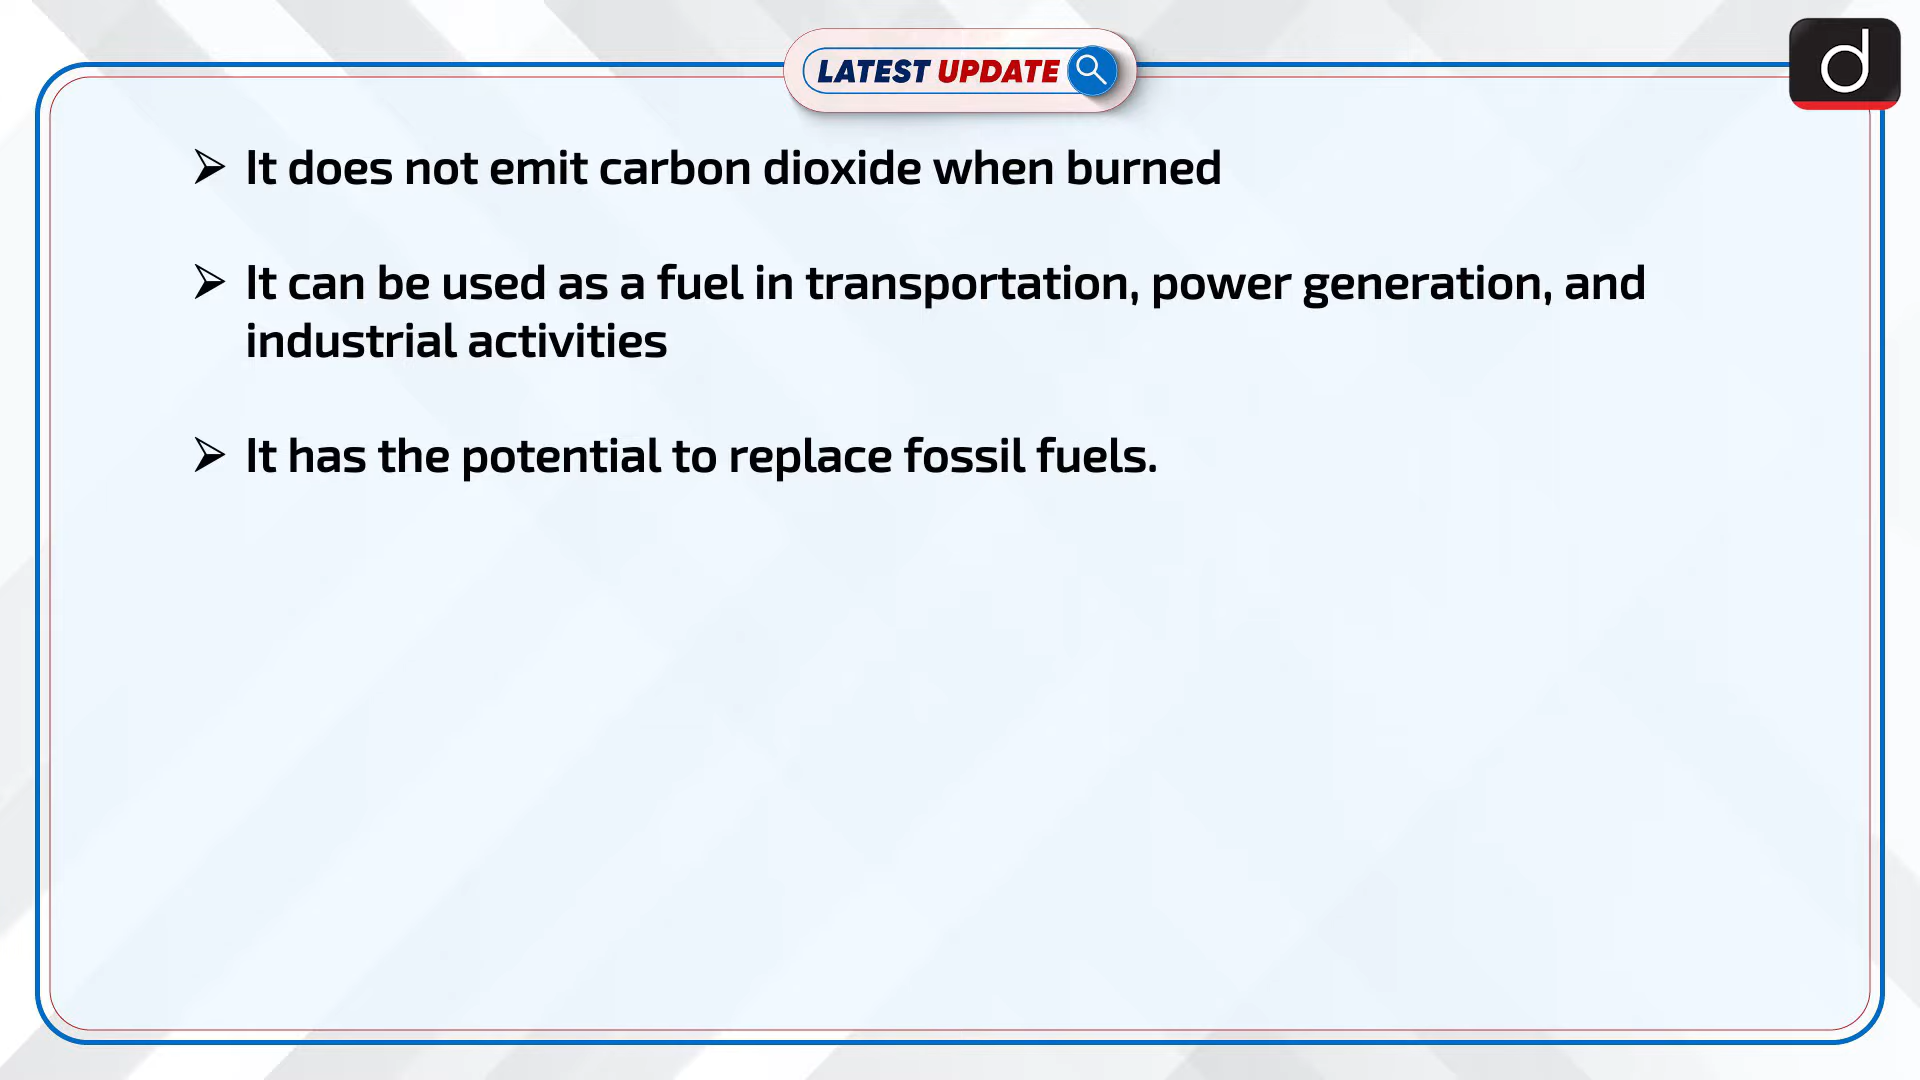 LATEST UPDATE
d
➢ It does not emit carbon dioxide when burned
➢ It can be used as a fuel in transportation, power generation, and
industrial activities
➢ It has the potential to replace fossil fuels.